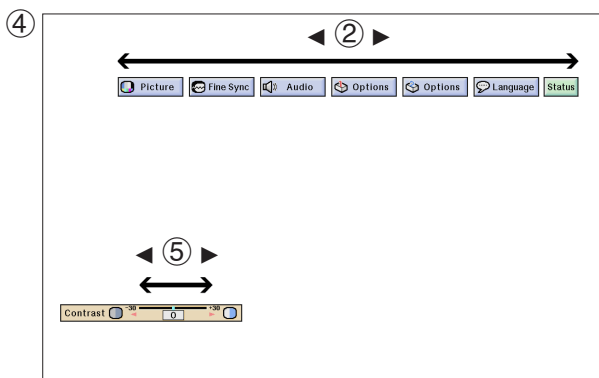 ④
◀ ② ▶
Picture Fine Sync Audio Options Options Language Status
◀ ⑤ ▶
Contrast -30 0 +30